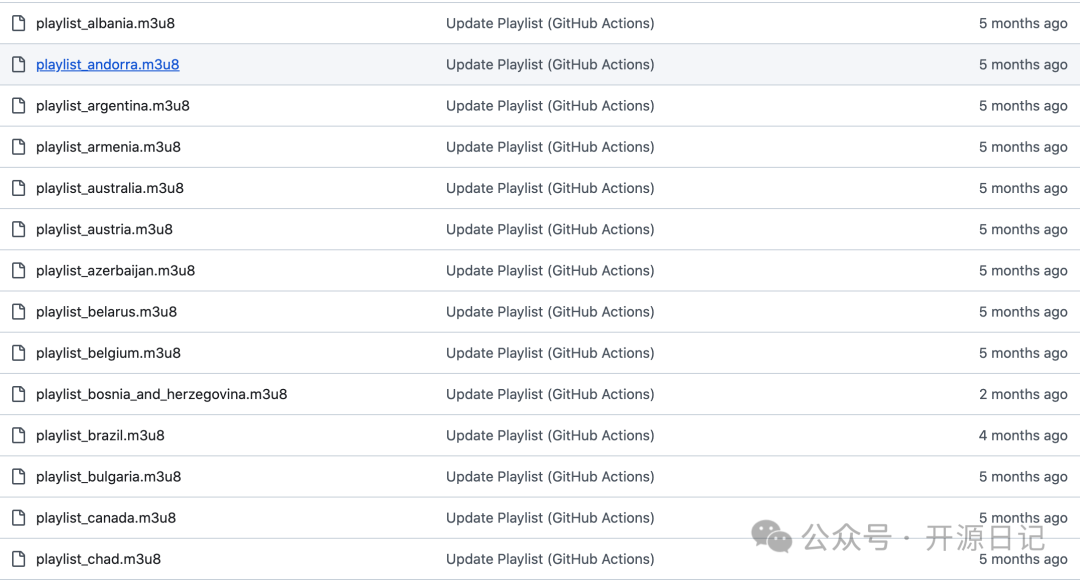 playlist_albania.m3u8 Update Playlist (GitHub Actions) 5 months ago
playlist_andorra.m3u8 Update Playlist (GitHub Actions) 5 months ago
playlist_argentina.m3u8 Update Playlist (GitHub Actions) 5 months ago
playlist_armenia.m3u8 Update Playlist (GitHub Actions) 5 months ago
playlist_australia.m3u8 Update Playlist (GitHub Actions) 5 months ago
playlist_austria.m3u8 Update Playlist (GitHub Actions) 5 months ago
playlist_azerbaijan.m3u8 Update Playlist (GitHub Actions) 5 months ago
playlist_belarus.m3u8 Update Playlist (GitHub Actions) 5 months ago
playlist_belgium.m3u8 Update Playlist (GitHub Actions) 5 months ago
playlist_bosnia_and_herzegovina.m3u8 Update Playlist (GitHub Actions) 2 months ago
playlist_brazil.m3u8 Update Playlist (GitHub Actions) 4 months ago
playlist_bulgaria.m3u8 Update Playlist (GitHub Actions) 5 months ago
playlist_canada.m3u8 Update Playlist (GitHub Actions) 5 months ago
公众号 · 开源日记
playlist_chad.m3u8 Update Playlist (GitHub Actions) 5 months ago